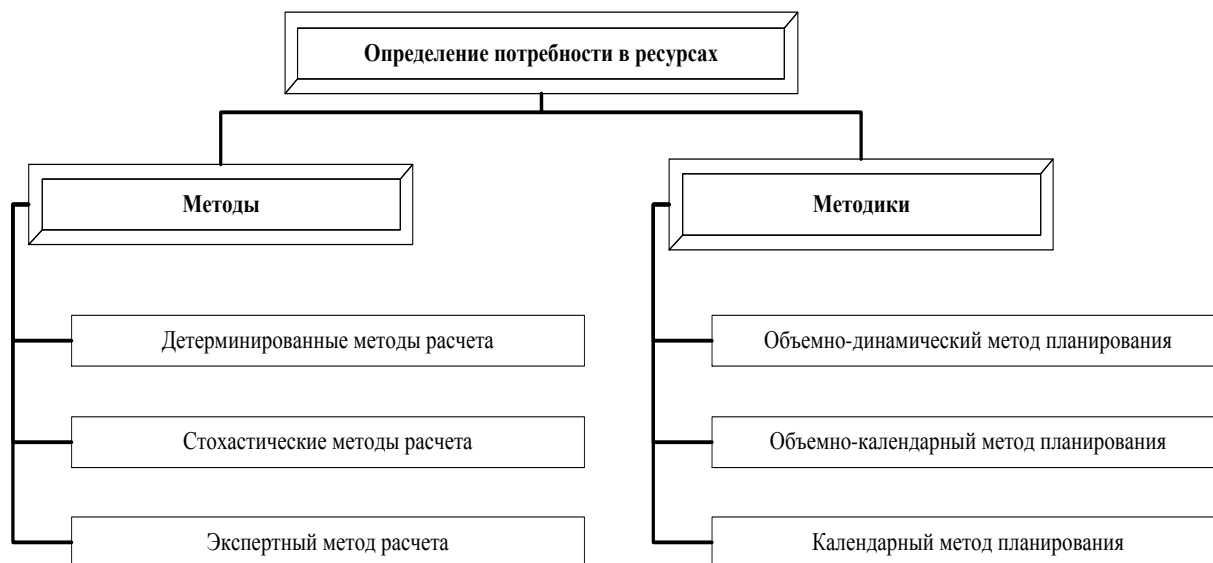 Определение потребности в ресурсах
Методы
Детерминированные методы расчета
Стохастические методы расчета
Экспертный метод расчета
Методики
Объемно-динамический метод планирования
Объемно-календарный метод планирования
Календарный метод планирования